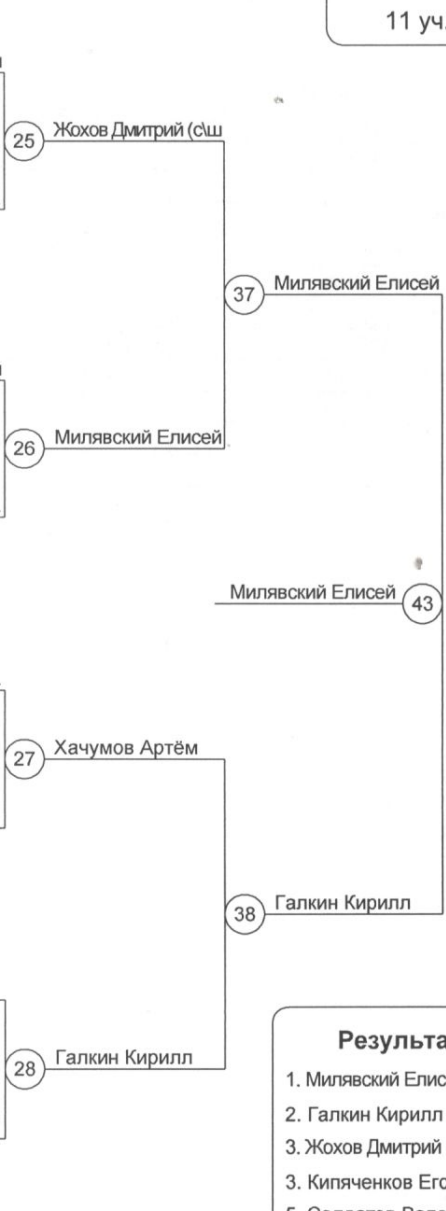 11 уч.
25 Жохов Дмитрий (с\ш
37 Милявский Елисей
26 Милявский Елисей
Милявский Елисей 43
27 Хачумов Артём
38 Галкин Кирилл
28 Галкин Кирилл
Результа
1. Милявский Елис
2. Галкин Кирилл
3. Жохов Дмитрий
3. Кипяченков Его